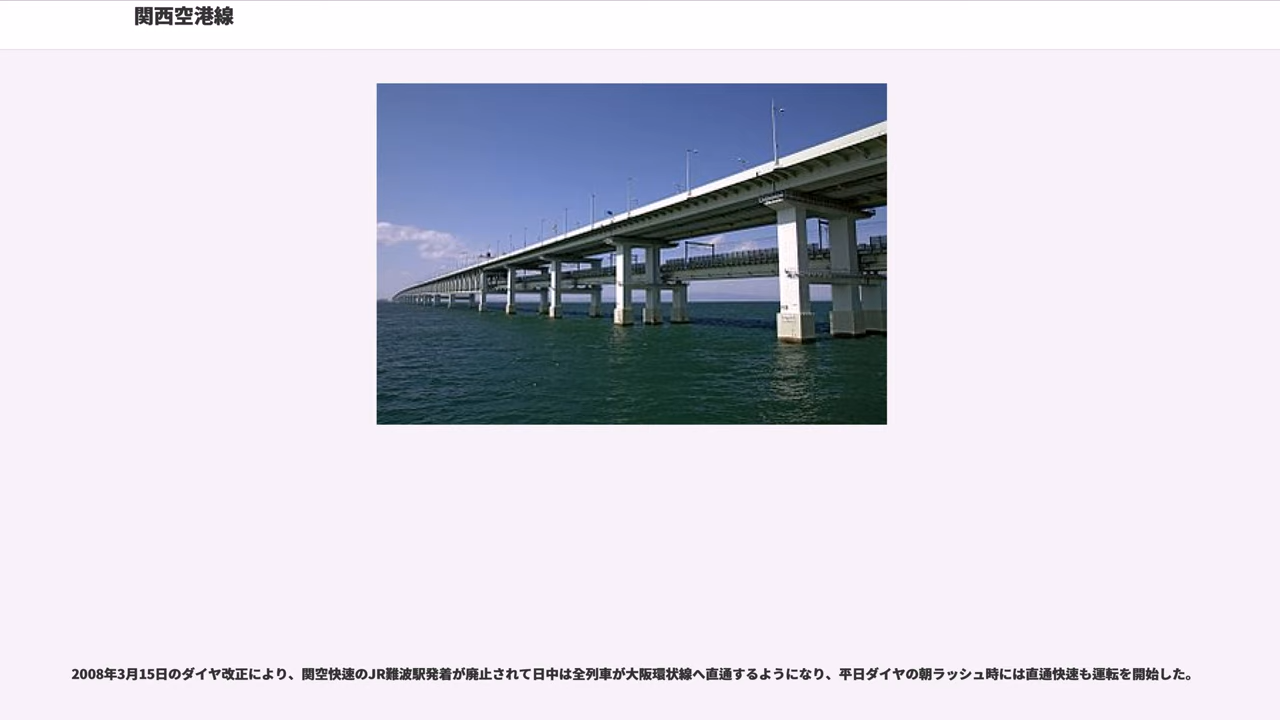 関西空港線
2008年3月15日のダイヤ改正により、関空快速のJR難波駅発着が廃止されて日中は全列車が大阪環状線へ直通するようになり、平日ダイヤの朝ラッシュ時には直通快速も運転を開始した。